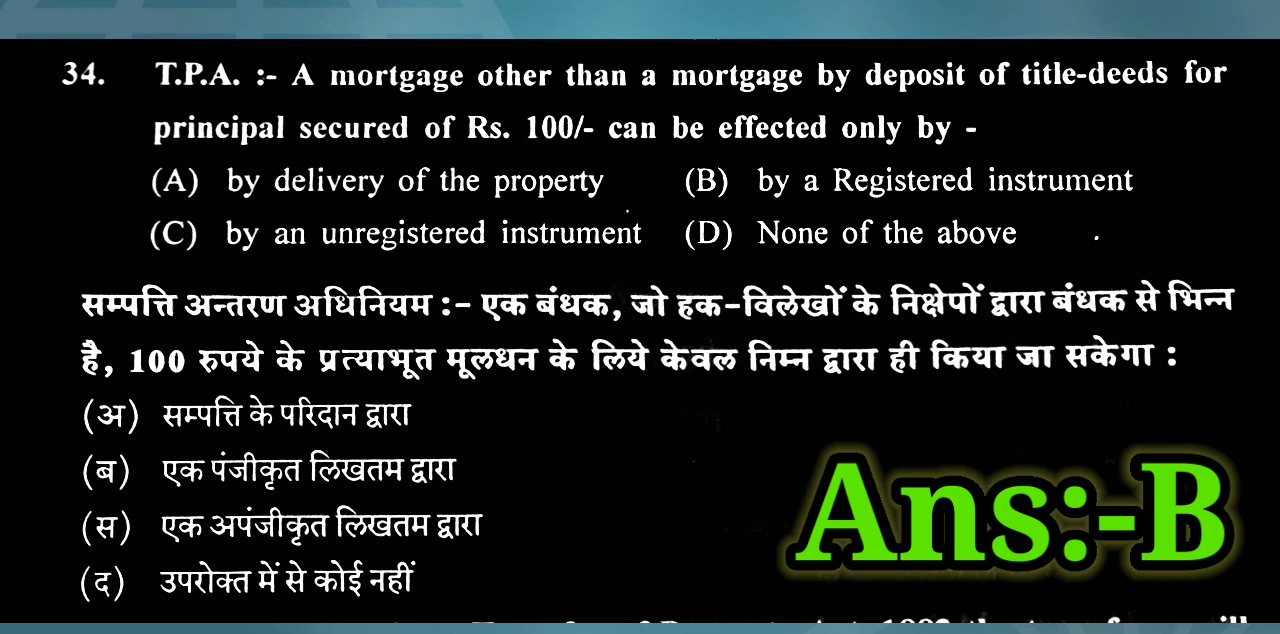 34. T.P.A. :- A mortgage other than a mortgage by deposit of title-deeds for
principal secured of Rs. 100/- can be effected only by -
(A) by delivery of the property (B) by a Registered instrument
(C) by an unregistered instrument (D) None of the above
सम्पत्ति अन्तरण अधिनियम :- एक बंधक, जो हक-विलेखों के निक्षेपों द्वारा बंधक से भिन्न
है, 100 रुपये के प्रत्याभूत मूलधन के लिये केवल निम्न द्वारा ही किया जा सकेगा :
(अ) सम्पत्ति के परिदान द्वारा
(ब) एक पंजीकृत लिखतम द्वारा
(स) एक अपंजीकृत लिखतम द्वारा
(द) उपरोक्त में से कोई नहीं
Ans:-B